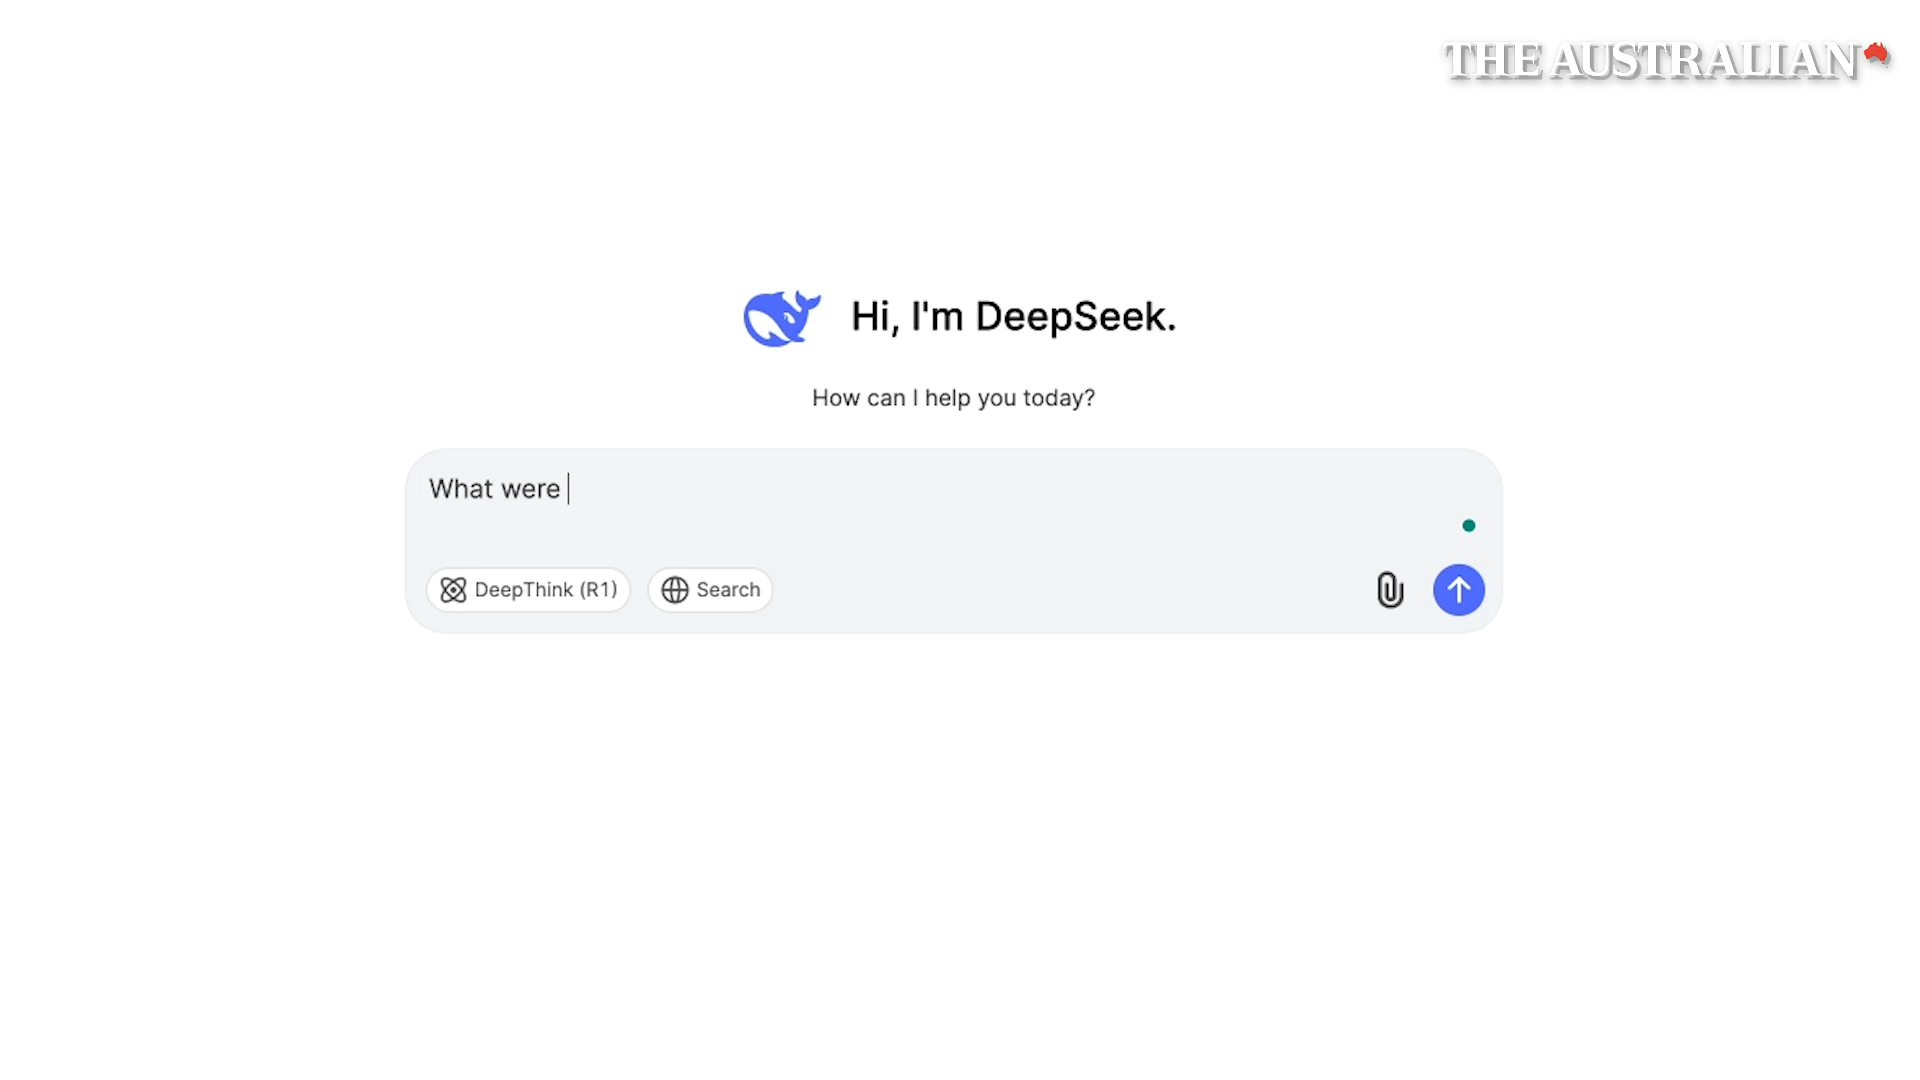 THE AUSTRALIAN
Hi, I'm DeepSeek.
How can I help you today?
What were
DeepThink (R1) Search